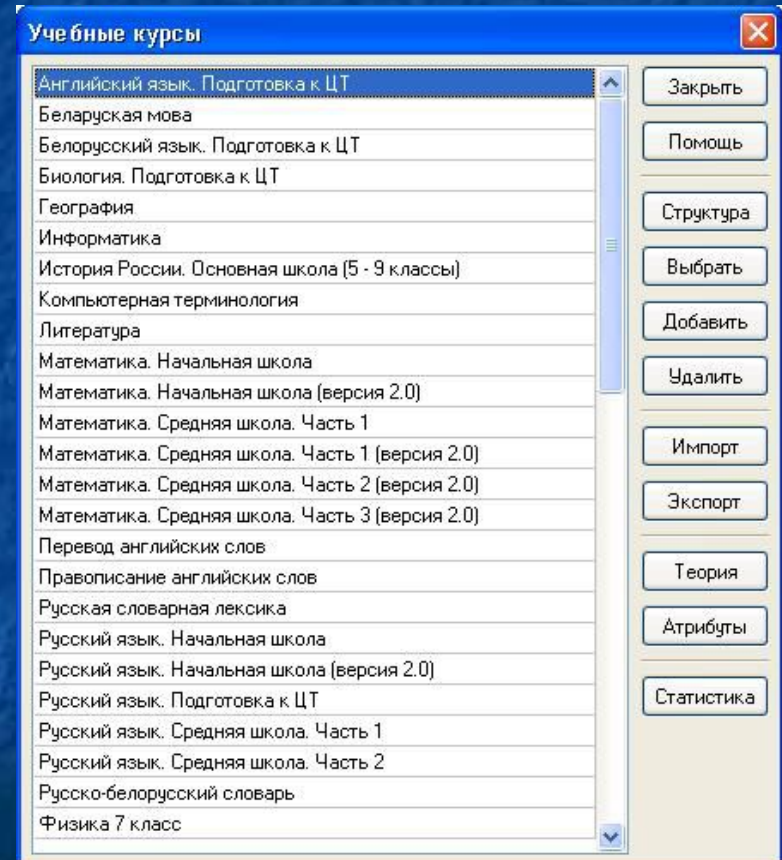 Учебные курсы
Английский язык. Подготовка к ЦТ
Беларуская мова
Белорусский язык. Подготовка к ЦТ
Биология. Подготовка к ЦТ
География
Информатика
История России. Основная школа (5 - 9 классы)
Компьютерная терминология
Литература
Математика. Начальная школа
Математика. Начальная школа (версия 2.0)
Математика. Средняя школа. Часть 1
Математика. Средняя школа. Часть 1 (версия 2.0)
Математика. Средняя школа. Часть 2 (версия 2.0)
Математика. Средняя школа. Часть 3 (версия 2.0)
Перевод английских слов
Правописание английских слов
Русская словарная лексика
Русский язык. Начальная школа
Русский язык. Начальная школа (версия 2.0)
Русский язык. Подготовка к ЦТ
Русский язык. Средняя школа. Часть 1
Русский язык. Средняя школа. Часть 2
Русско-белорусский словарь
Физика 7 класс
Закрыть
Помощь
Структура
Выбрать
Добавить
Удалить
Импорт
Экспорт
Теория
Атрибуты
Статистика